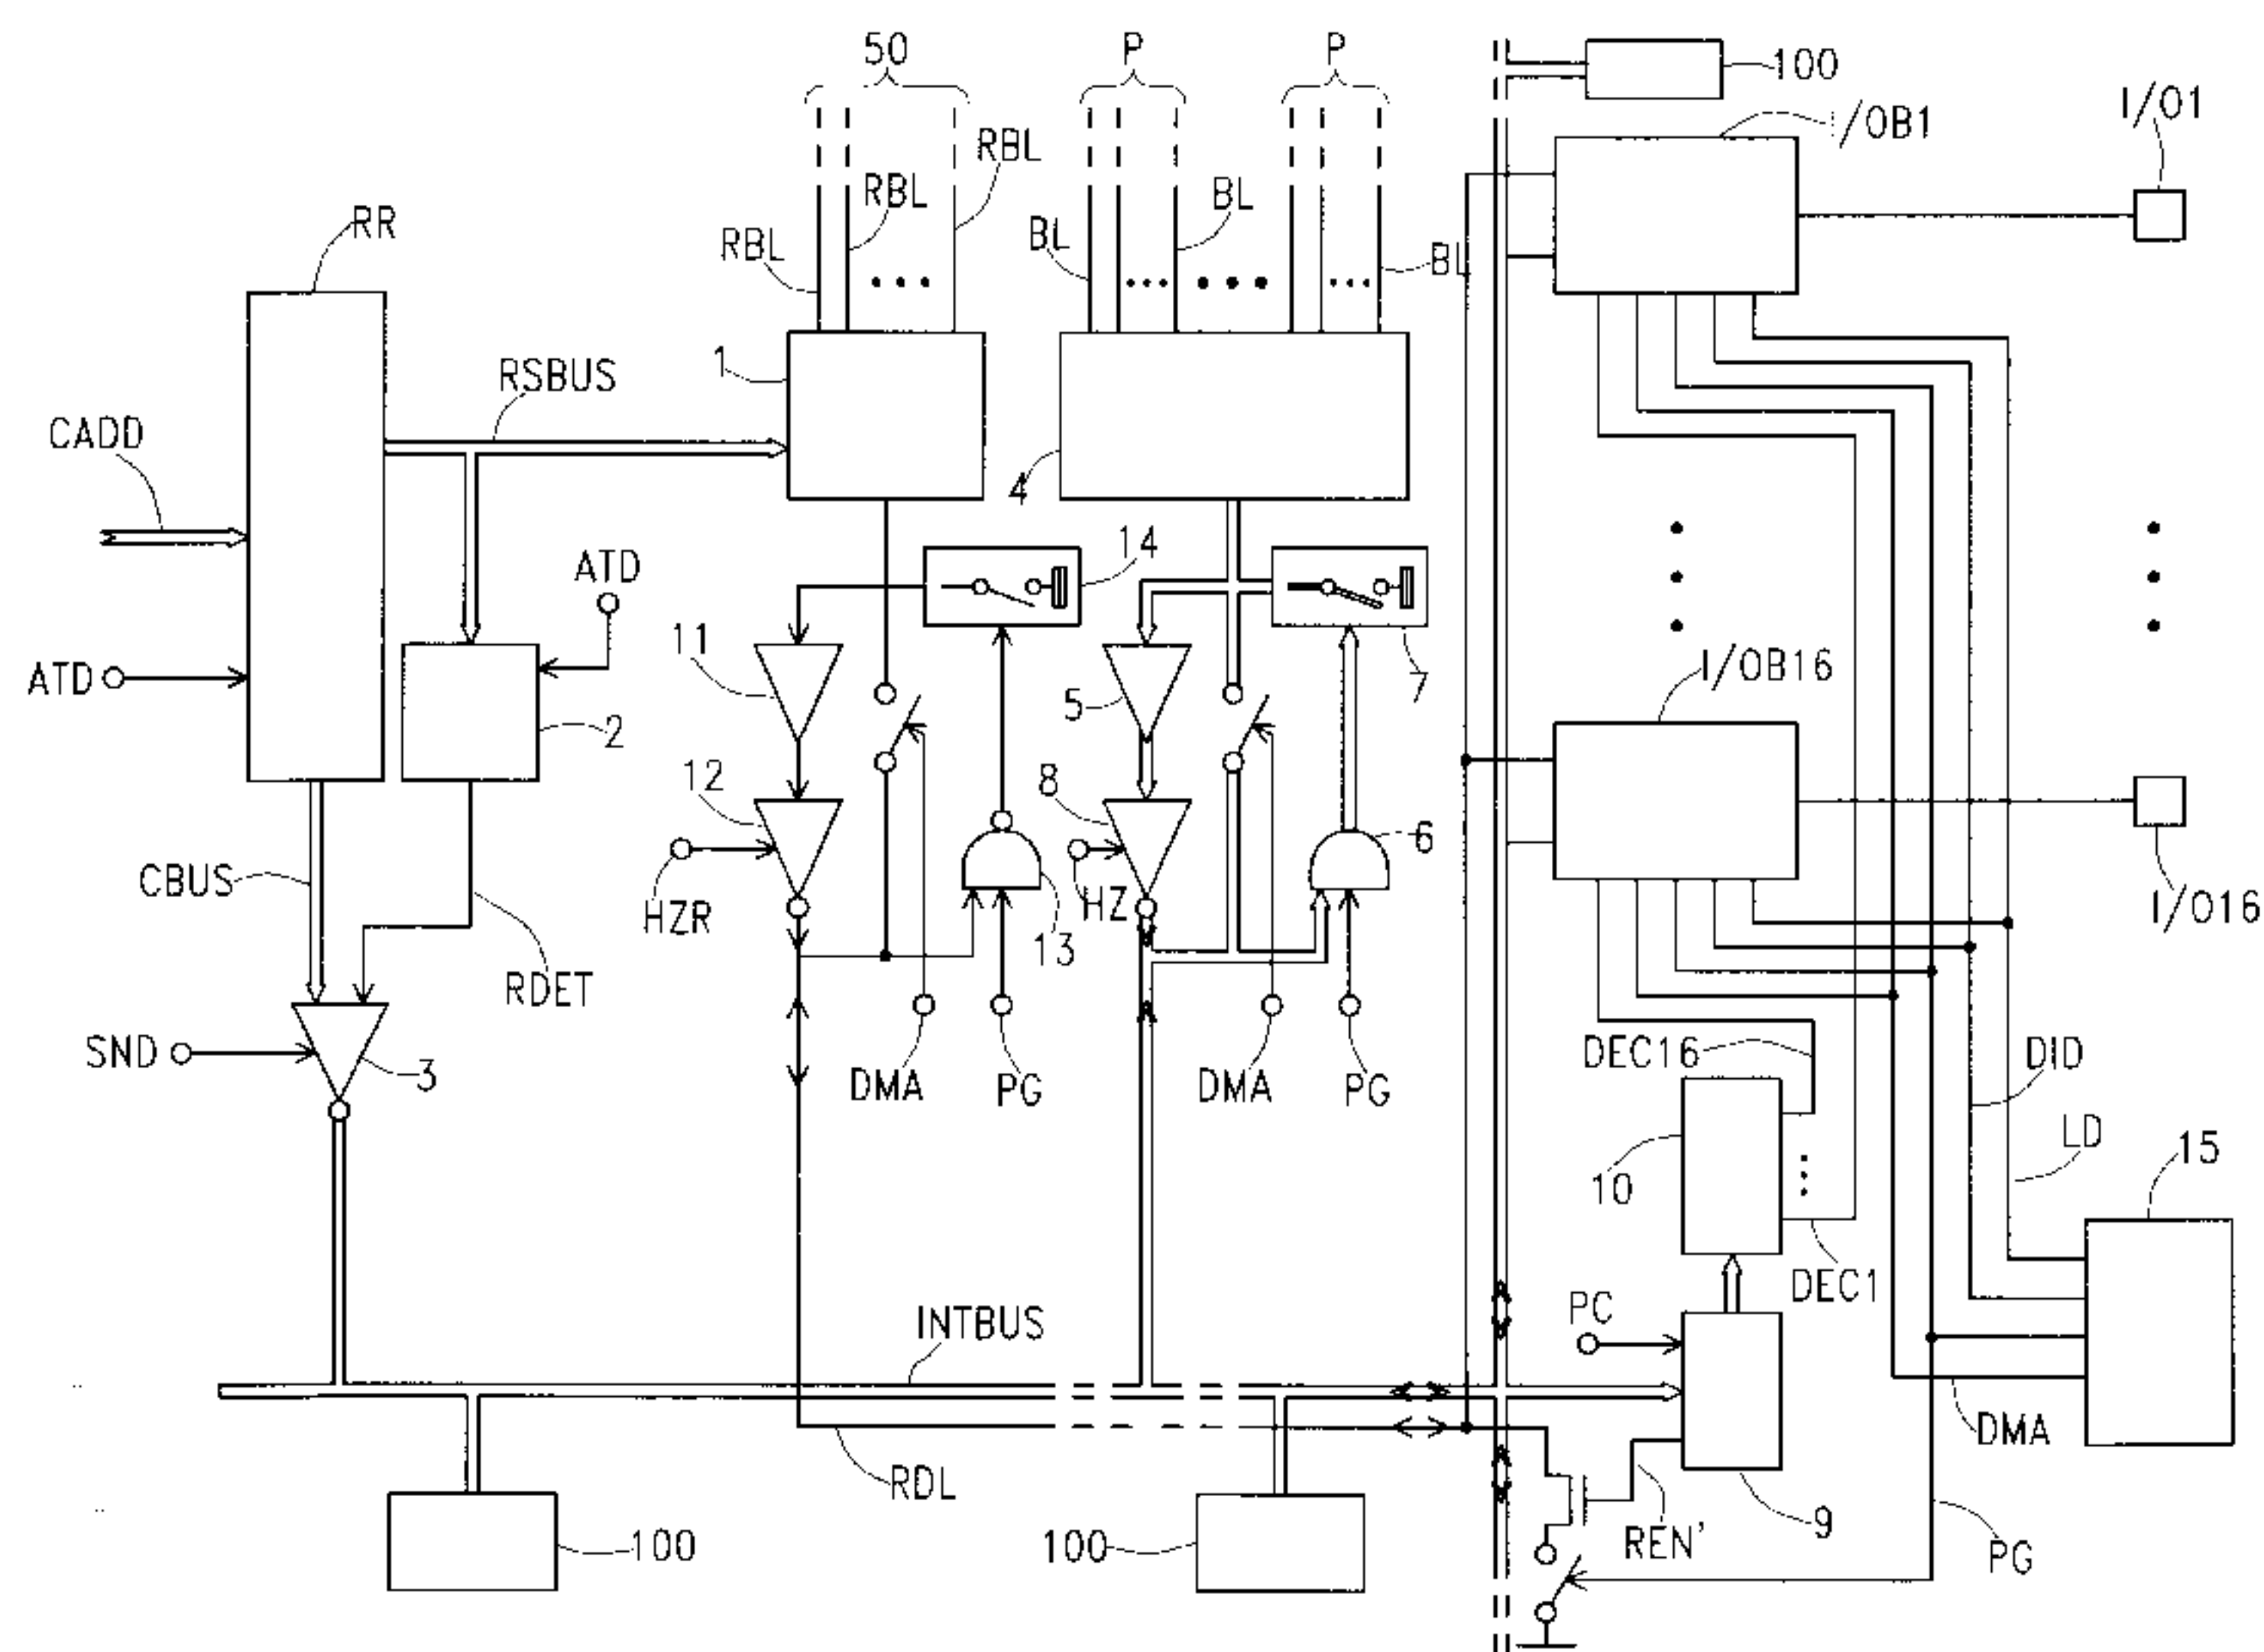 50
P
P
100
I/OB1
I/O1
RBL
RBL
BL
RR
RBL
BL
BL
1
RSBUS
CADD
4
14
ATD
11
I/OB16
ATD
5
7
2
12
8
6
CBUS
HZR
HZ
13
I/O16
RDET
SND
3
DMA
PG
DMA
PG
DEC16
DID
LD
15
10
DEC1
PC
INTBUS
DMA
RDL
9
100
100
REN'
PG